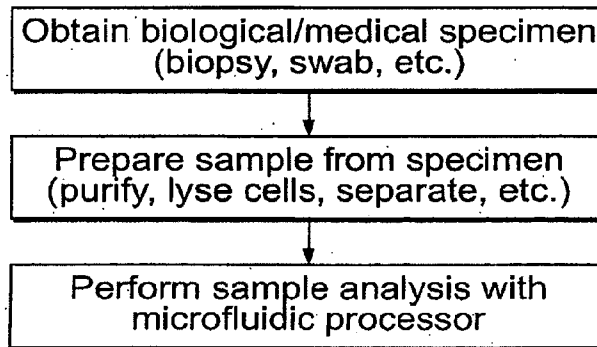 Obtain biological/medical specimen
(biopsy, swab, etc.)
Prepare sample from specimen
(purify, lyse cells, separate, etc.)
Perform sample analysis with
microfluidic processor